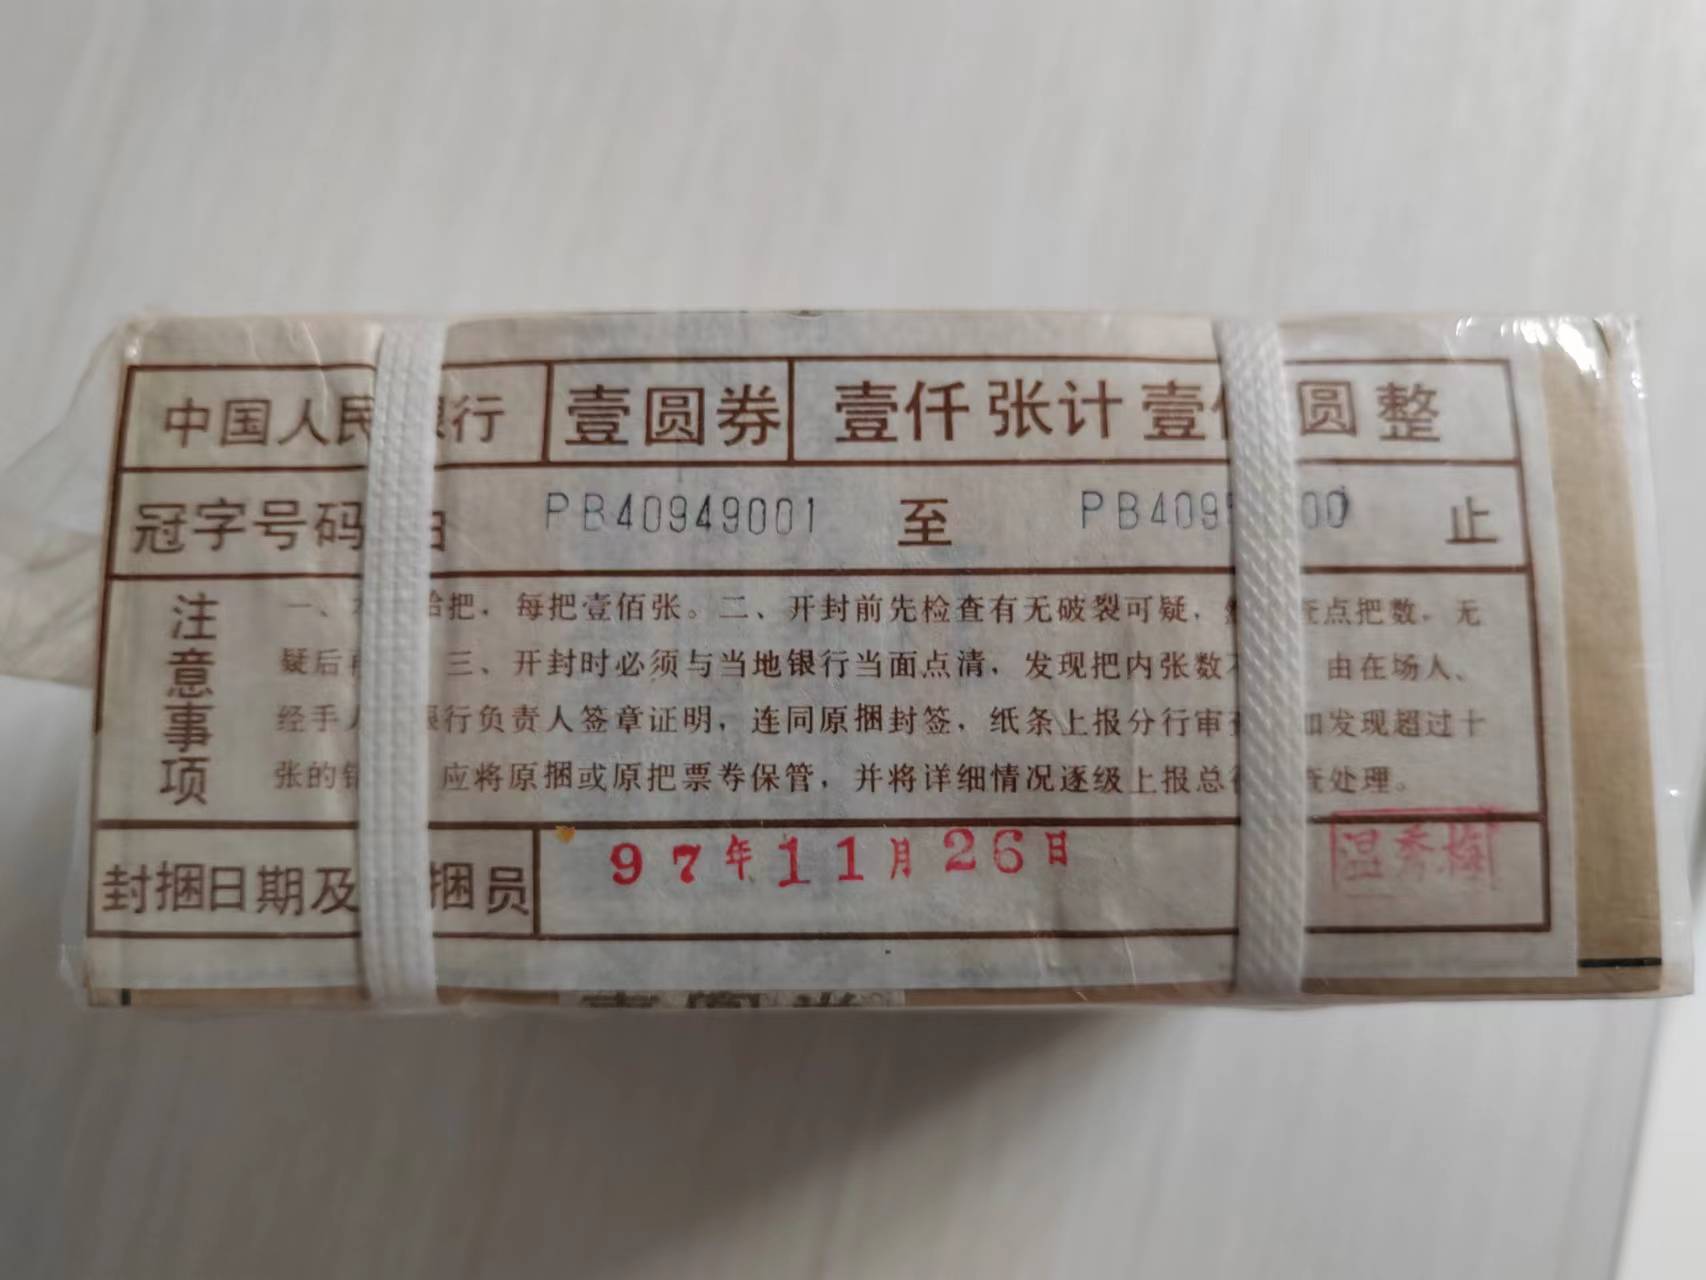 中国人民 行 壹圆券 壹仟张计壹 圆整
冠字号码 PB40949001 至 PB409 00 止
注意事项
一、 把，每把壹佰张。二、开封前先检查有无破裂可疑， 点把数。无
疑后 三、开封时必须与当地银行当面点清，发现把内张数 由在场人、
经手 行负责人签章证明，连同原捆封签，纸条上报分行审 发现超过十
张的 应将原捆或原把票券保管，并将详细情况逐级上报总 处理。
封捆日期及 捆员 97年11月26日 温秀梅